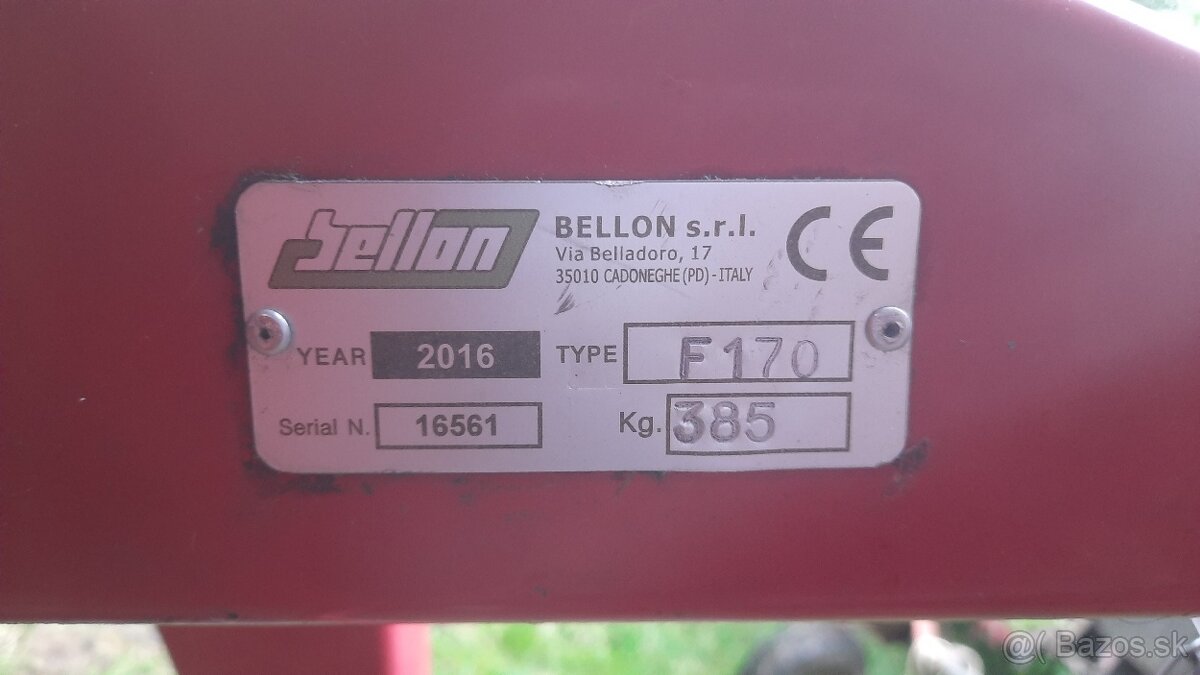 bellon
BELLON s.r.l.
Via Belladoro, 17
35010 CADONEGHE (PD) - ITALY
CE
YEAR 2016
TYPE F170
Serial N. 16561
Kg. 385
@( Bazos.sk